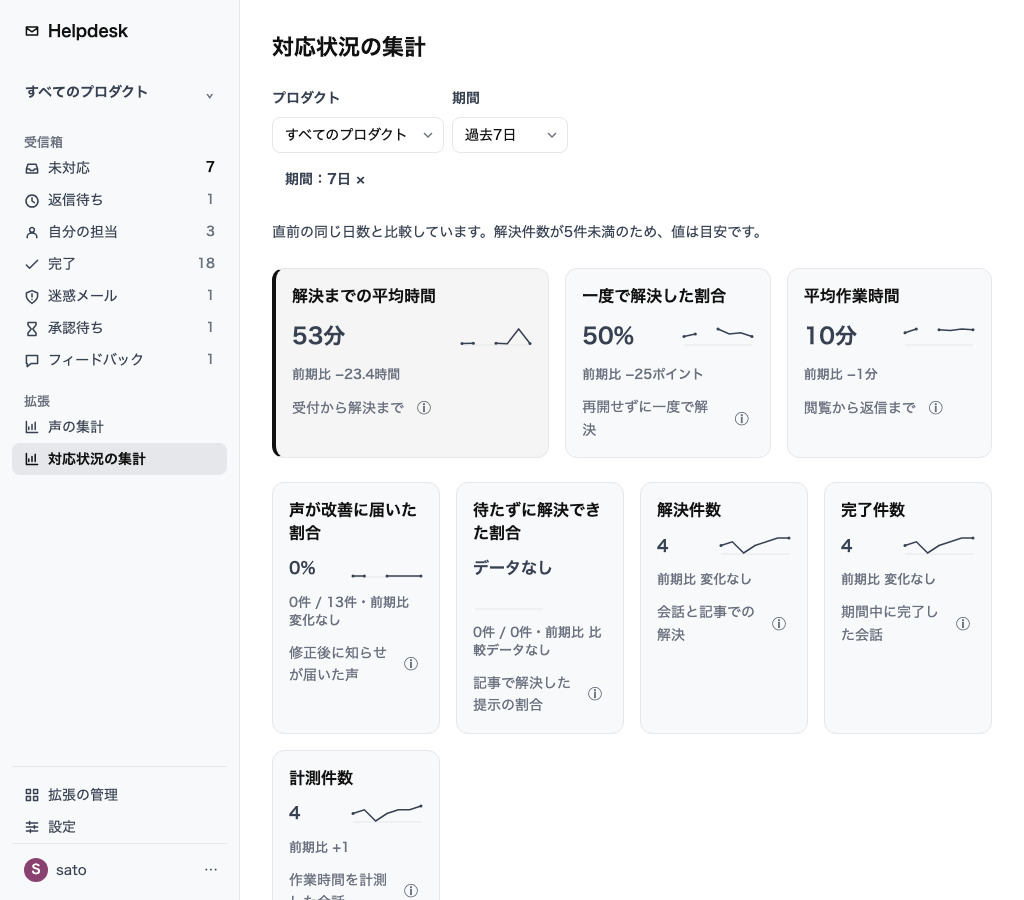 Helpdesk
すべてのプロダクト
受信箱
未対応 7
返信待ち 1
自分の担当 3
完了 18
迷惑メール 1
承認待ち 1
フィードバック 1
拡張
声の集計
対応状況の集計
拡張の管理
設定
S sato ...
対応状況の集計
プロダクト 期間
すべてのプロダクト 過去7日
期間：7日 ×
直前の同じ日数と比較しています。解決件数が5件未満のため、値は目安です。
解決までの平均時間
53分
前期比 −23.4時間
受付から解決まで
一度で解決した割合
50%
前期比 −25ポイント
再開せずに一度で解
決
平均作業時間
10分
前期比 −1分
閲覧から返信まで
声が改善に届いた
割合
0%
0件 / 13件・前期比
変化なし
修正後に知らせ
が届いた声
待たずに解決でき
た割合
データなし
0件 / 0件・前期比 比
較データなし
記事で解決した
提示の割合
解決件数
4
前期比 変化なし
会話と記事での
解決
完了件数
4
前期比 変化なし
期間中に完了し
た会話
計測件数
4
前期比 +1
作業時間を計測
した会話